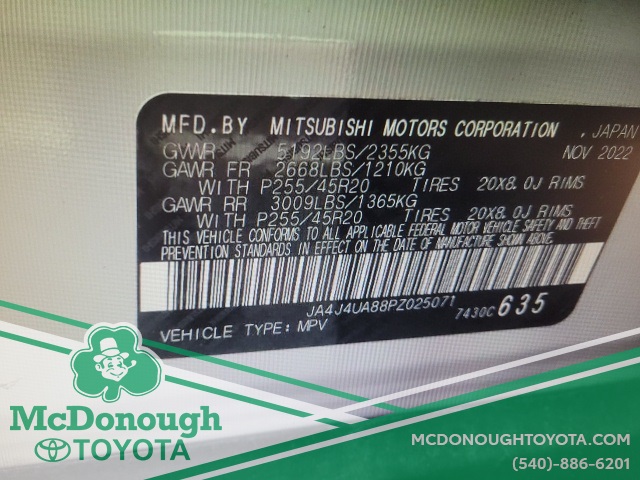 MFD.BY MITSUBISHI MOTORS CORPORATION , JAPAN
GVWR 5192LBS/2355KG NOV 2022
GAWR FR 2668LBS/1210KG
WITH P255/45R20 TIRES 20X8.0J RIMS
GAWR RR 3009LBS/1365KG
WITH P255/45R20 TIRES 20X8.0J RIMS
THIS VEHICLE CONFORMS TO ALL APPLICABLE FEDERAL MOTOR VEHICLE SAFETY AND THEFT
PREVENTION STANDARDS IN EFFECT ON THE DATE OF MANUFACTURE SHOWN ABOVE.
JA4J4UA88PZ025071 7430C 635
VEHICLE TYPE: MPV
McDonough
TOYOTA
MCDONOUGHTOYOTA.COM
(540)-886-6201